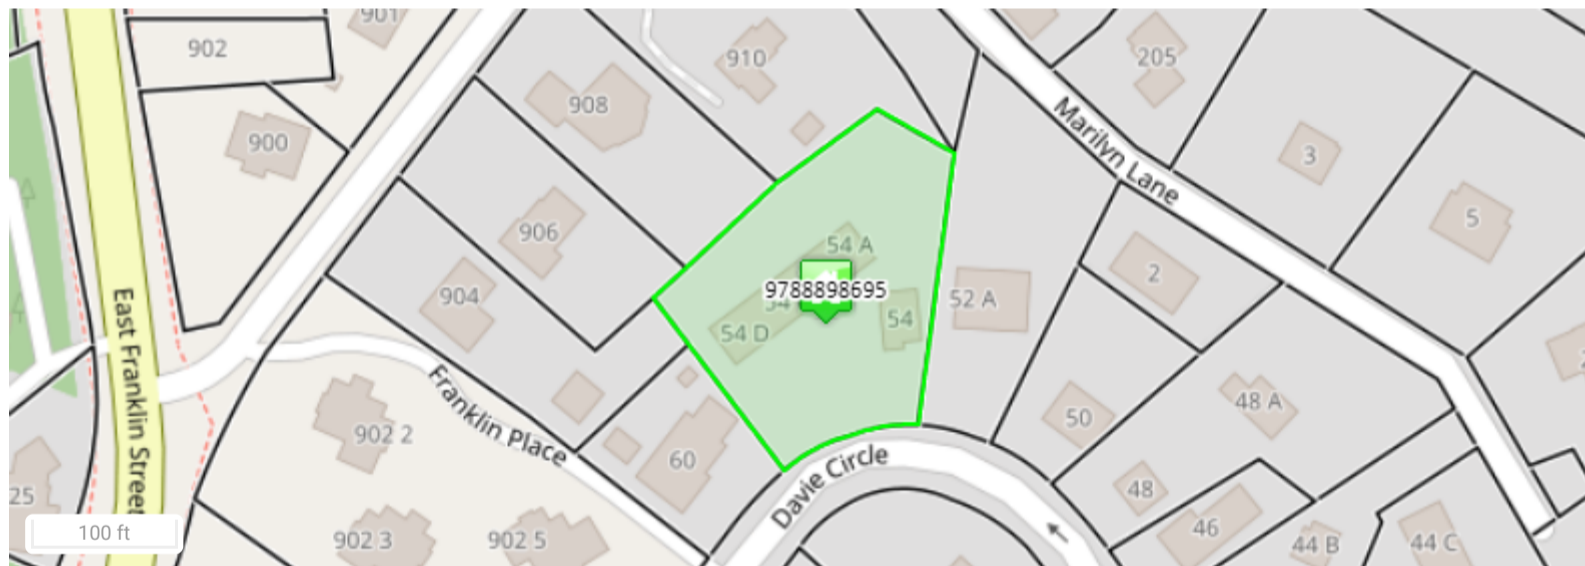 901
902
910
205
908
900
Marilyn Lane
3
5
906
54 A
2
904
9788898695
52 A
54
54 D
East Franklin Street
Franklin Place
50
48 A
902 2
60
Davie Circle
48
25
46
902 3
902 5
44 B
44 C
100 ft